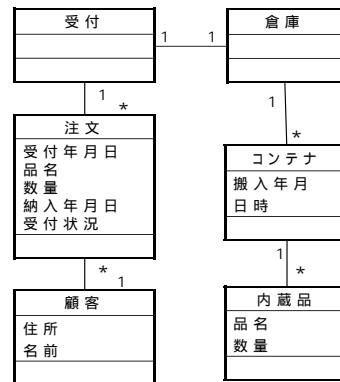 受付
1
1
倉庫
1
*
注文
受付年月日
品名
数量
納入年月日
受付状況
*
1
顧客
住所
名前
1
*
コンテナ
搬入年月
日時
1
*
内蔵品
品名
数量